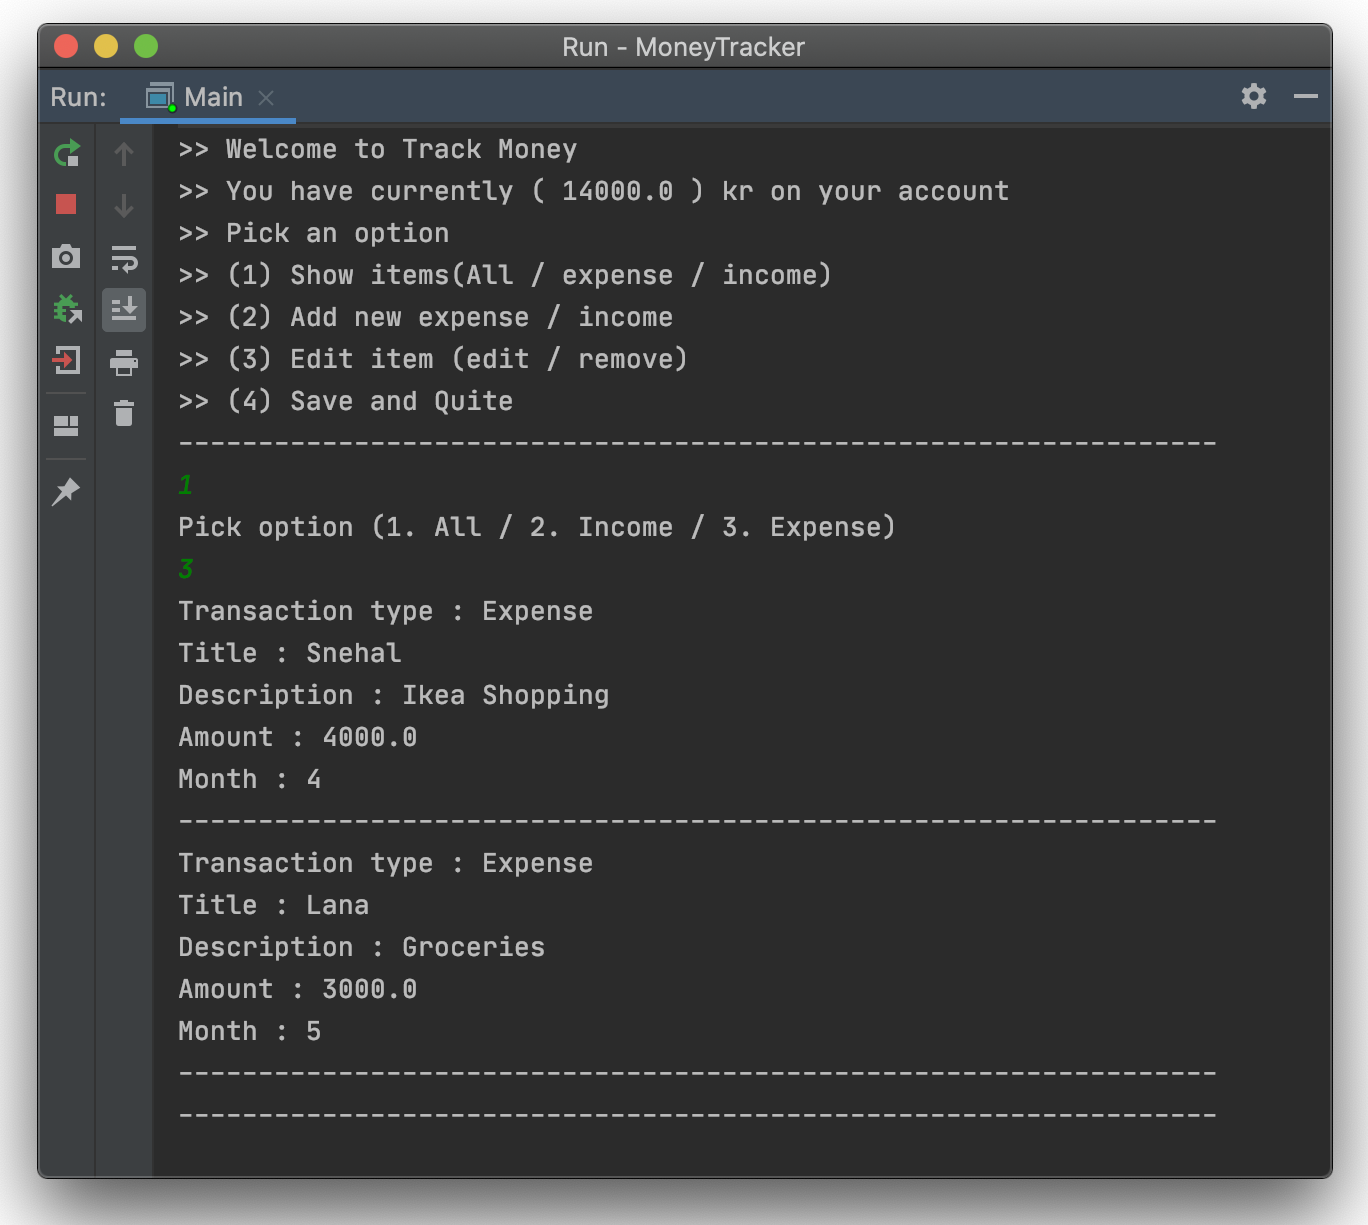 Run - MoneyTracker
Run: Main
>> Welcome to Track Money
>> You have currently ( 14000.0 ) kr on your account
>> Pick an option
>> (1) Show items(All / expense / income)
>> (2) Add new expense / income
>> (3) Edit item (edit / remove)
>> (4) Save and Quite
-----------------------------------------------------------------
1
Pick option (1. All / 2. Income / 3. Expense)
3
Transaction type : Expense
Title : Snehal
Description : Ikea Shopping
Amount : 4000.0
Month : 4
-----------------------------------------------------------------
Transaction type : Expense
Title : Lana
Description : Groceries
Amount : 3000.0
Month : 5
-----------------------------------------------------------------
-----------------------------------------------------------------